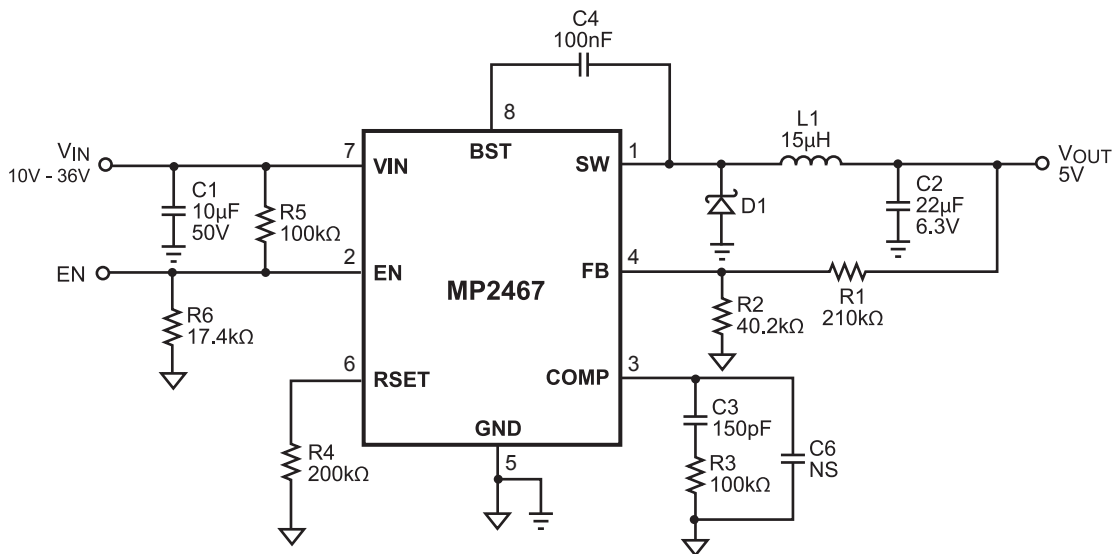 C4
100nF
8
VIN
10V - 36V
7
VIN
BST
SW
1
L1
15µH
VOUT
5V
C1
10µF
50V
R5
100kΩ
D1
C2
22µF
6.3V
EN
2
EN
FB
4
MP2467
R6
17.4kΩ
R2
40.2kΩ
R1
210kΩ
6
RSET
COMP
3
GND
5
R4
200kΩ
C3
150pF
R3
100kΩ
C6
NS